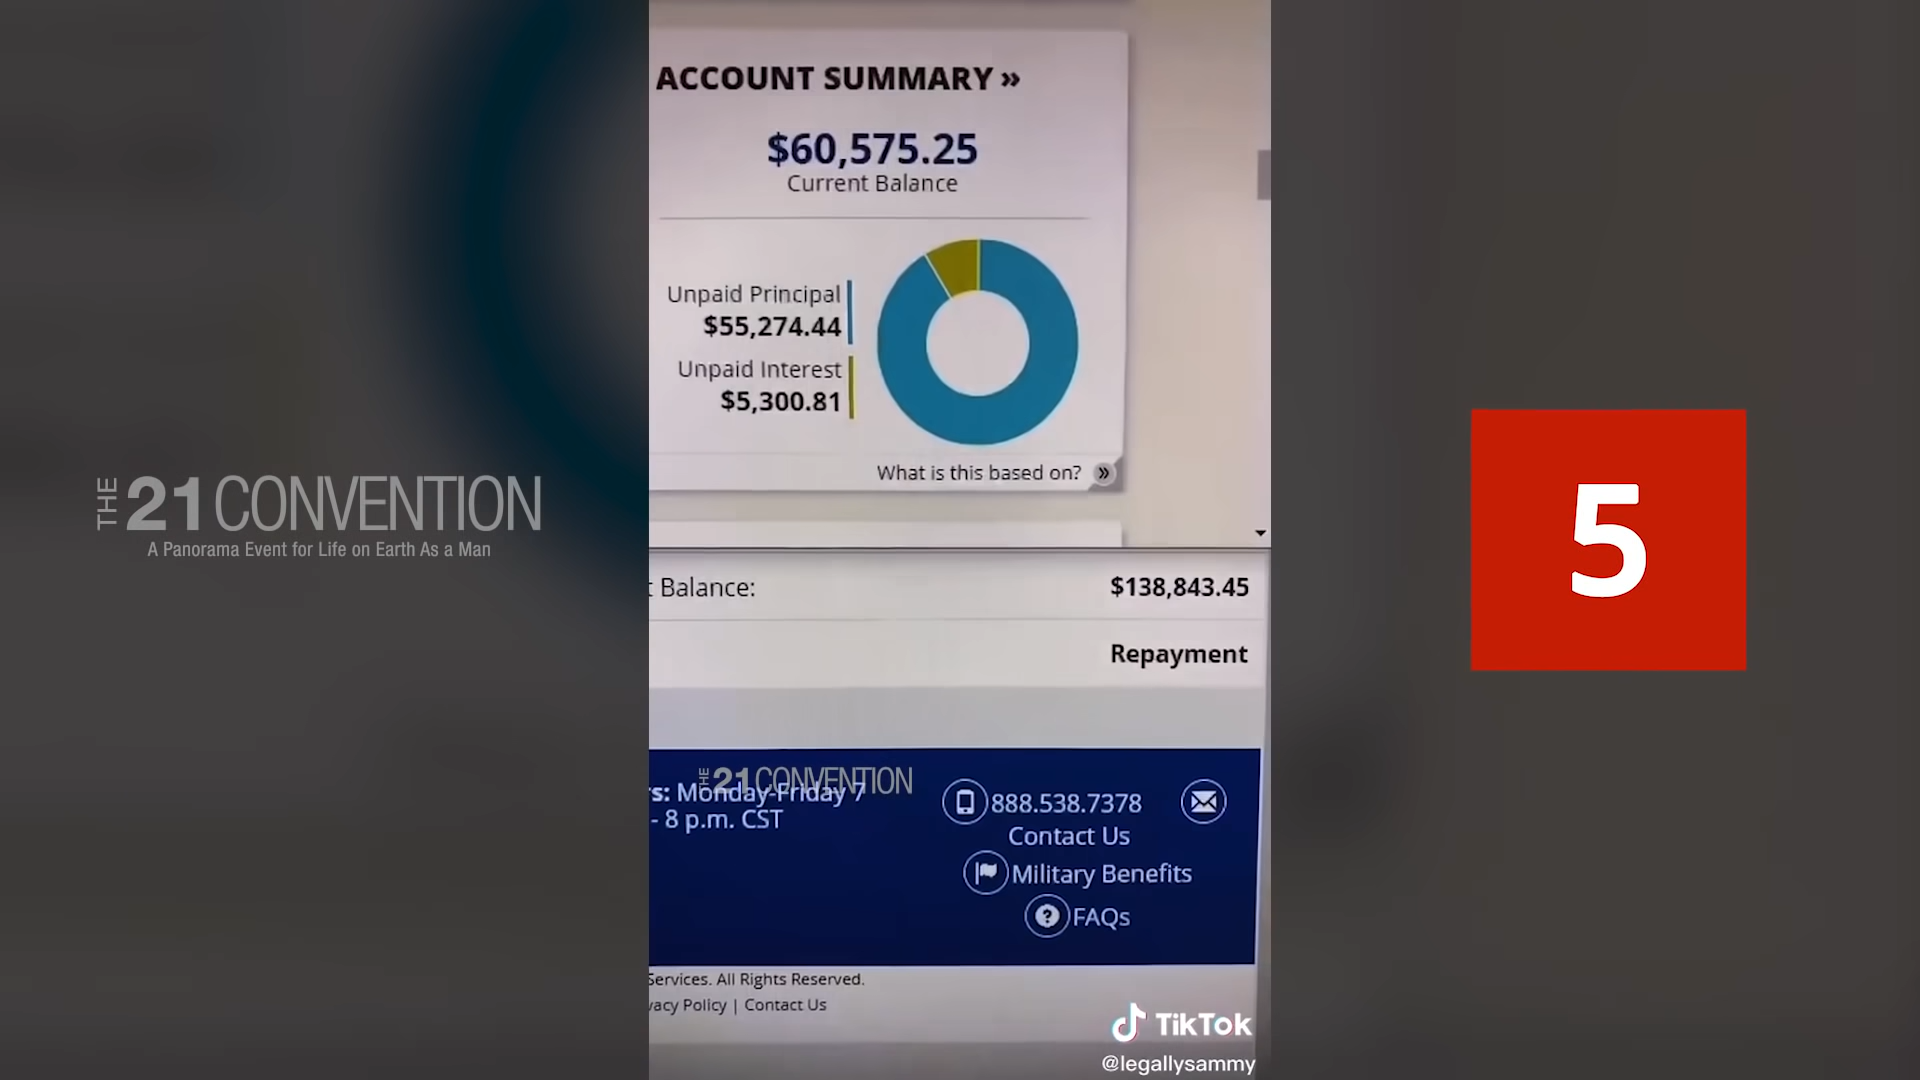 THE 21 CONVENTION
A Panorama Event for Life on Earth As a Man
ACCOUNT SUMMARY »
$60,575.25
Current Balance
Unpaid Principal
$55,274.44
Unpaid Interest
$5,300.81
What is this based on? »
t Balance:
$138,843.45
Repayment
THE 21 CONVENTION
s: Monday-Friday 7
- 8 p.m. CST
888.538.7378
Contact Us
Military Benefits
? FAQs
Services. All Rights Reserved.
vacy Policy | Contact Us
TikTok
@legallysammy
5